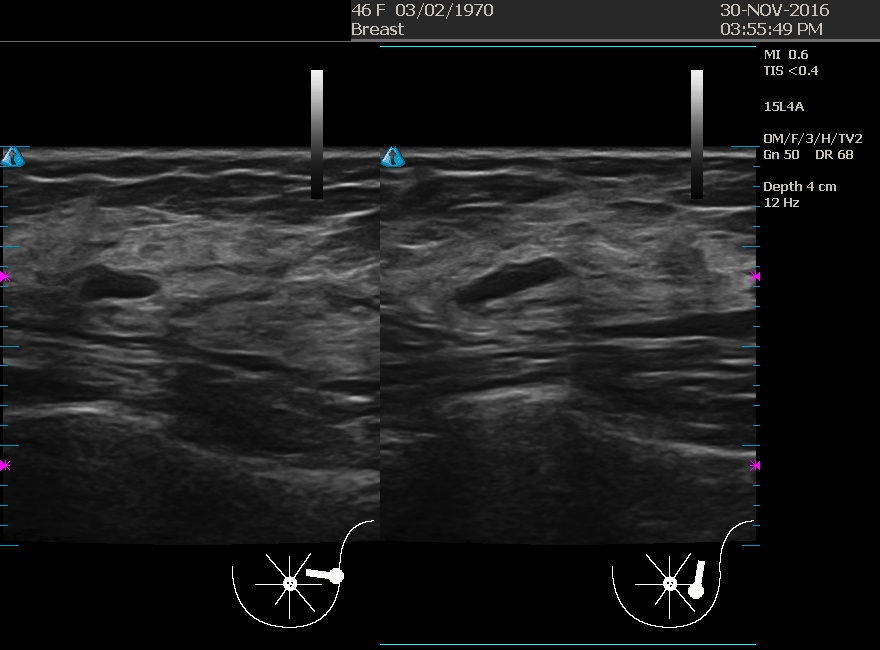 46 F 03/02/1970 30-NOV-2016
Breast 03:55:49 PM
MI 0.6
TIS <0.4
15L4A
OM/F/3/H/TV2
Gn 50 DR 68
Depth 4 cm
12 Hz